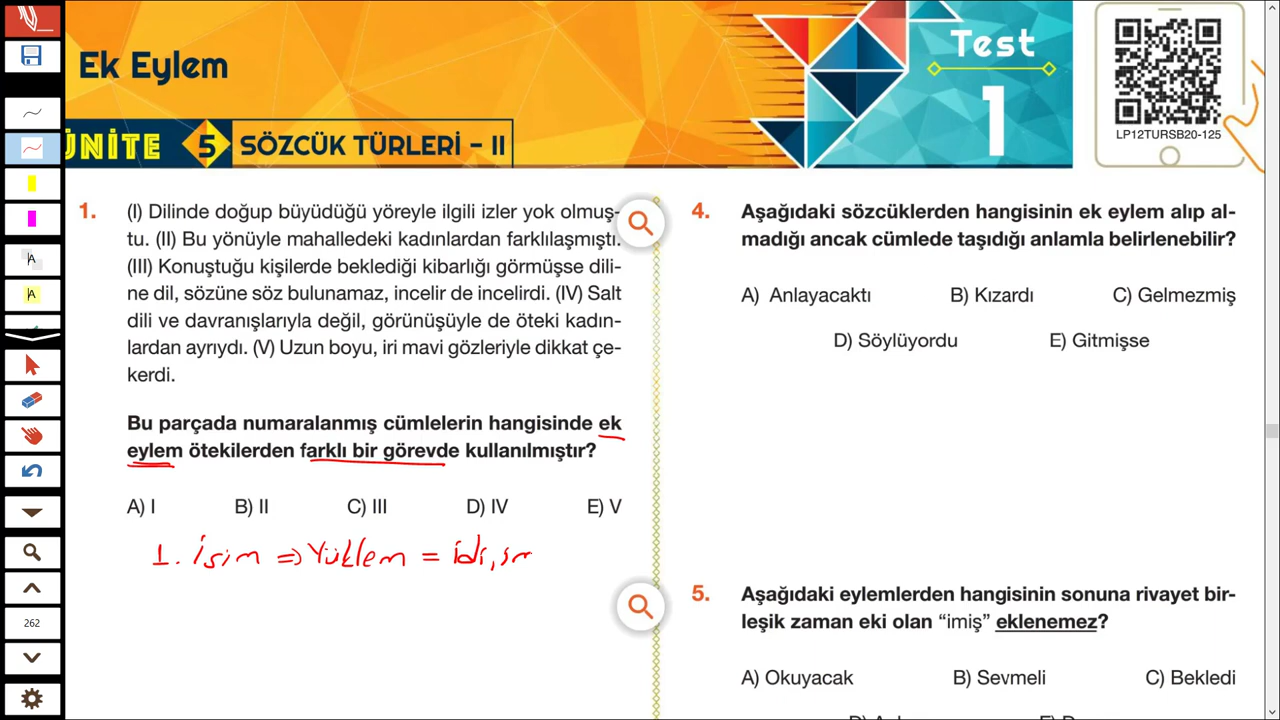 Ek Eylem
Test
1
ÜNİTE 5 SÖZCÜK TÜRLERİ - II
LP12TURSB20-125
1. (I) Dilinde doğup büyüdüğü yöreyle ilgili izler yok olmuş-
tu. (II) Bu yönüyle mahalledeki kadınlardan farklılaşmıştı.
(III) Konuştuğu kişilerde beklediği kibarlığı görmüşse dili-
ne dil, sözüne söz bulunamaz, incelir de incelirdi. (IV) Salt
dili ve davranışlarıyla değil, görünüşüyle de öteki kadın-
lardan ayrıydı. (V) Uzun boyu, iri mavi gözleriyle dikkat çe-
kerdi.
Bu parçada numaralanmış cümlelerin hangisinde ek
eylem ötekilerden farklı bir görevde kullanılmıştır?
A) I B) II C) III D) IV E) V
1. İsim ⇒ Yüklem = idi,
4. Aşağıdaki sözcüklerden hangisinin ek eylem alıp al-
madığı ancak cümlede taşıdığı anlamla belirlenebilir?
A) Anlayacaktı B) Kızardı C) Gelmezmiş
D) Söylüyordu E) Gitmişse
5. Aşağıdaki eylemlerden hangisinin sonuna rivayet bir-
leşik zaman eki olan “imiş” eklenemez?
A) Okuyacak B) Sevmeli C) Bekledi
A
A
262